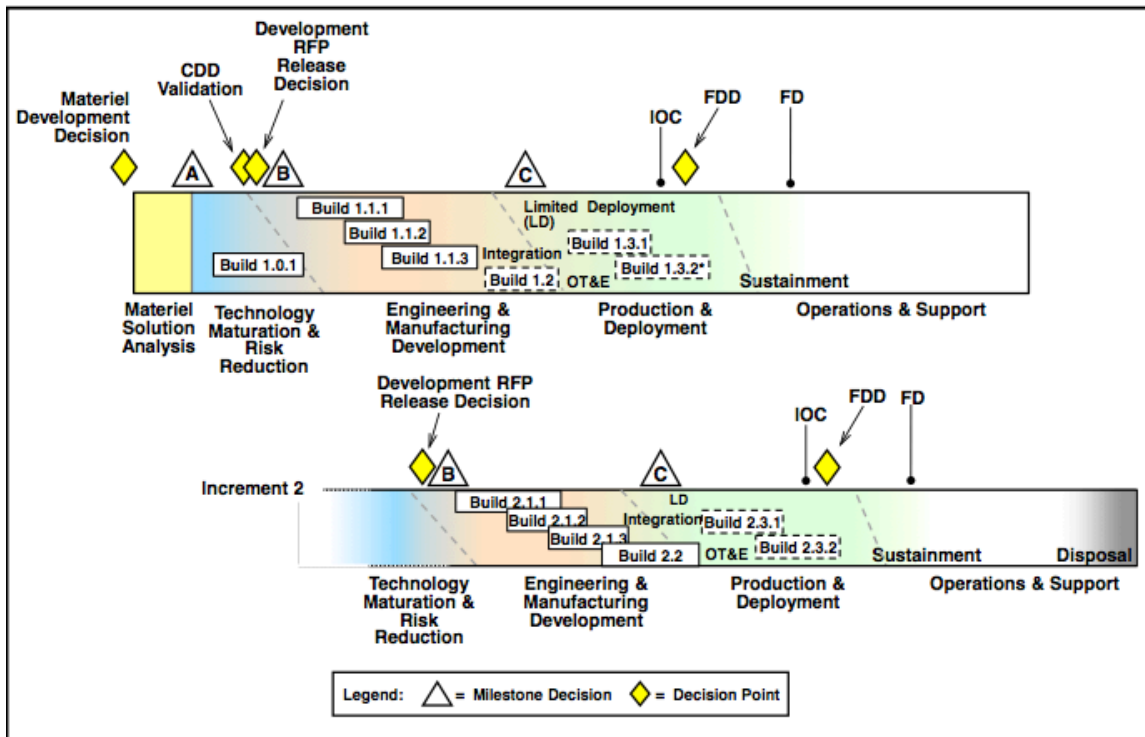 Development
RFP
Release
Decision
CDD
Validation
Materiel
Development
Decision
IOC
FDD
FD
A
B
C
Build 1.1.1
Limited Deployment
(LD)
Build 1.1.2
Build 1.3.1
Build 1.1.3
Integration
Build 1.0.1
Build 1.3.2*
Build 1.2
OT&E
Sustainment
Materiel
Solution
Analysis
Technology
Maturation &
Risk
Reduction
Engineering &
Manufacturing
Development
Production &
Deployment
Operations & Support
Development RFP
Release Decision
IOC
FDD
FD
B
C
Increment 2
Build 2.1.1
LD
Build 2.1.2
Integration
Build 2.3.1
Build 2.1.3
Build 2.3.2
Build 2.2
OT&E
Sustainment
Disposal
Technology
Maturation &
Risk
Reduction
Engineering &
Manufacturing
Development
Production &
Deployment
Operations & Support
Legend: = Milestone Decision = Decision Point